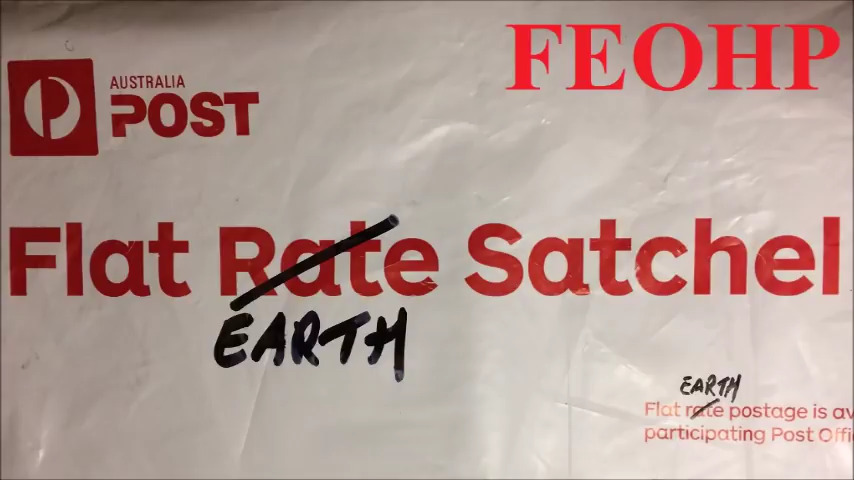 FEOHP
AUSTRALIA
POST
Flat Rate Satchel
EARTH
EARTH
Flat rate postage is av
participating Post Offi